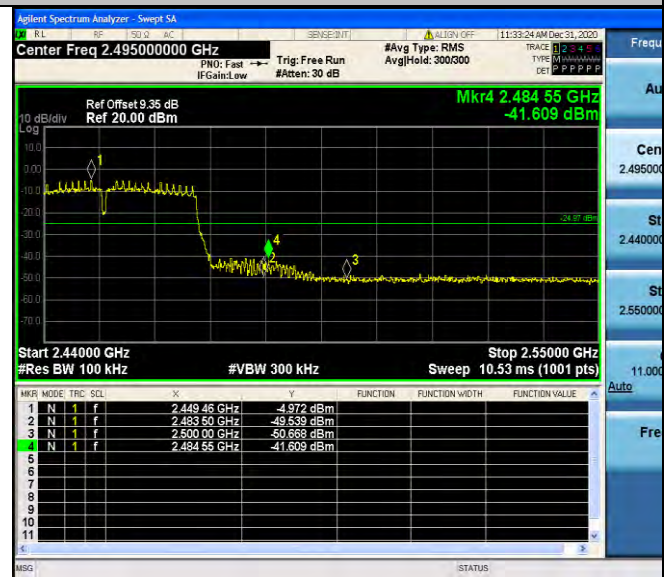 Agilent Spectrum Analyzer - Swept SA
RL RF 50 Ω AC SENSE:INT ALIGN OFF 11:33:24 AM Dec 31, 2020
Center Freq 2.495000000 GHz
PNO: Fast
IFGain:Low
Trig: Free Run
#Atten: 30 dB
#Avg Type: RMS
Avg|Hold: 300/300
TRACE 1 2 3 4 5 6
TYPE M
DET P P P P P P
Ref Offset 9.35 dB
Ref 20.00 dBm
10 dB/div
Log
Mkr4 2.484 55 GHz
-41.609 dBm
10.0
0.00
-10.0
-20.0
-30.0
-40.0
-50.0
-60.0
-70.0
1
4
2
3
-24.97 dBm
Start 2.44000 GHz
Stop 2.55000 GHz
#Res BW 100 kHz
#VBW 300 kHz
Sweep 10.53 ms (1001 pts)
MKR MODE TRC SCL X Y FUNCTION FUNCTION WIDTH FUNCTION VALUE
1 N 1 f 2.449 46 GHz -4.972 dBm
2 N 1 f 2.483 50 GHz -49.539 dBm
3 N 1 f 2.500 00 GHz -50.668 dBm
4 N 1 f 2.484 55 GHz -41.609 dBm
5
6
7
8
9
10
11
MSG
STATUS
Frequ
Au
Cen
2.495000
St
2.440000
St
2.550000
11.000
Auto
Fre